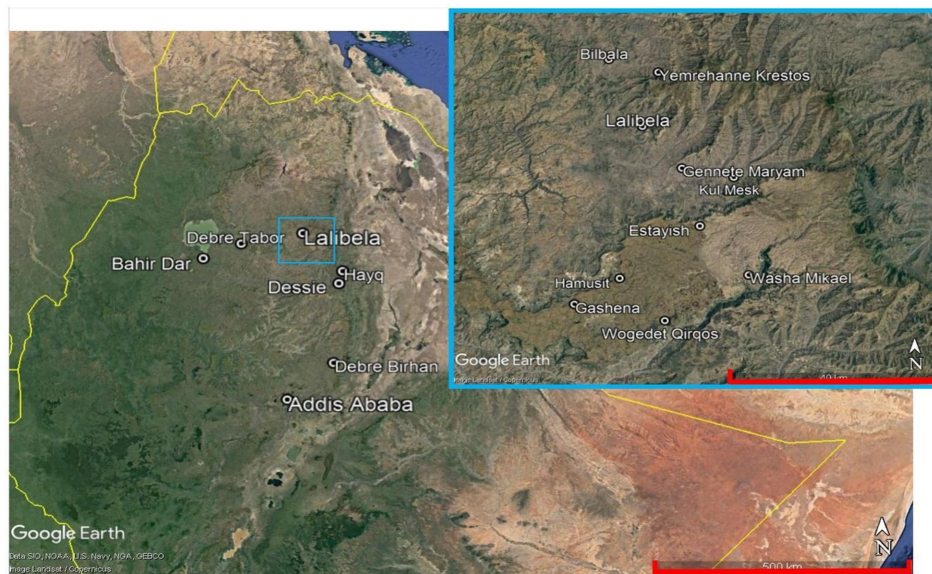 Debre Tabor
Lalibela
Bahir Dar
Hayq
Dessie
Debre Birhan
Addis Ababa
Google Earth
Data SIO, NOAA, U.S. Navy, NGA, GEBCO
Image Landsat / Copernicus
N
500 km
Bilbala
Yemrehanne Krestos
Lalibela
Gennete Maryam
Kul Mesk
Estayish
Washa Mikael
Hamusit
Gashena
Wogedet Qirqos
Google Earth
Image Landsat / Copernicus
N
40 km